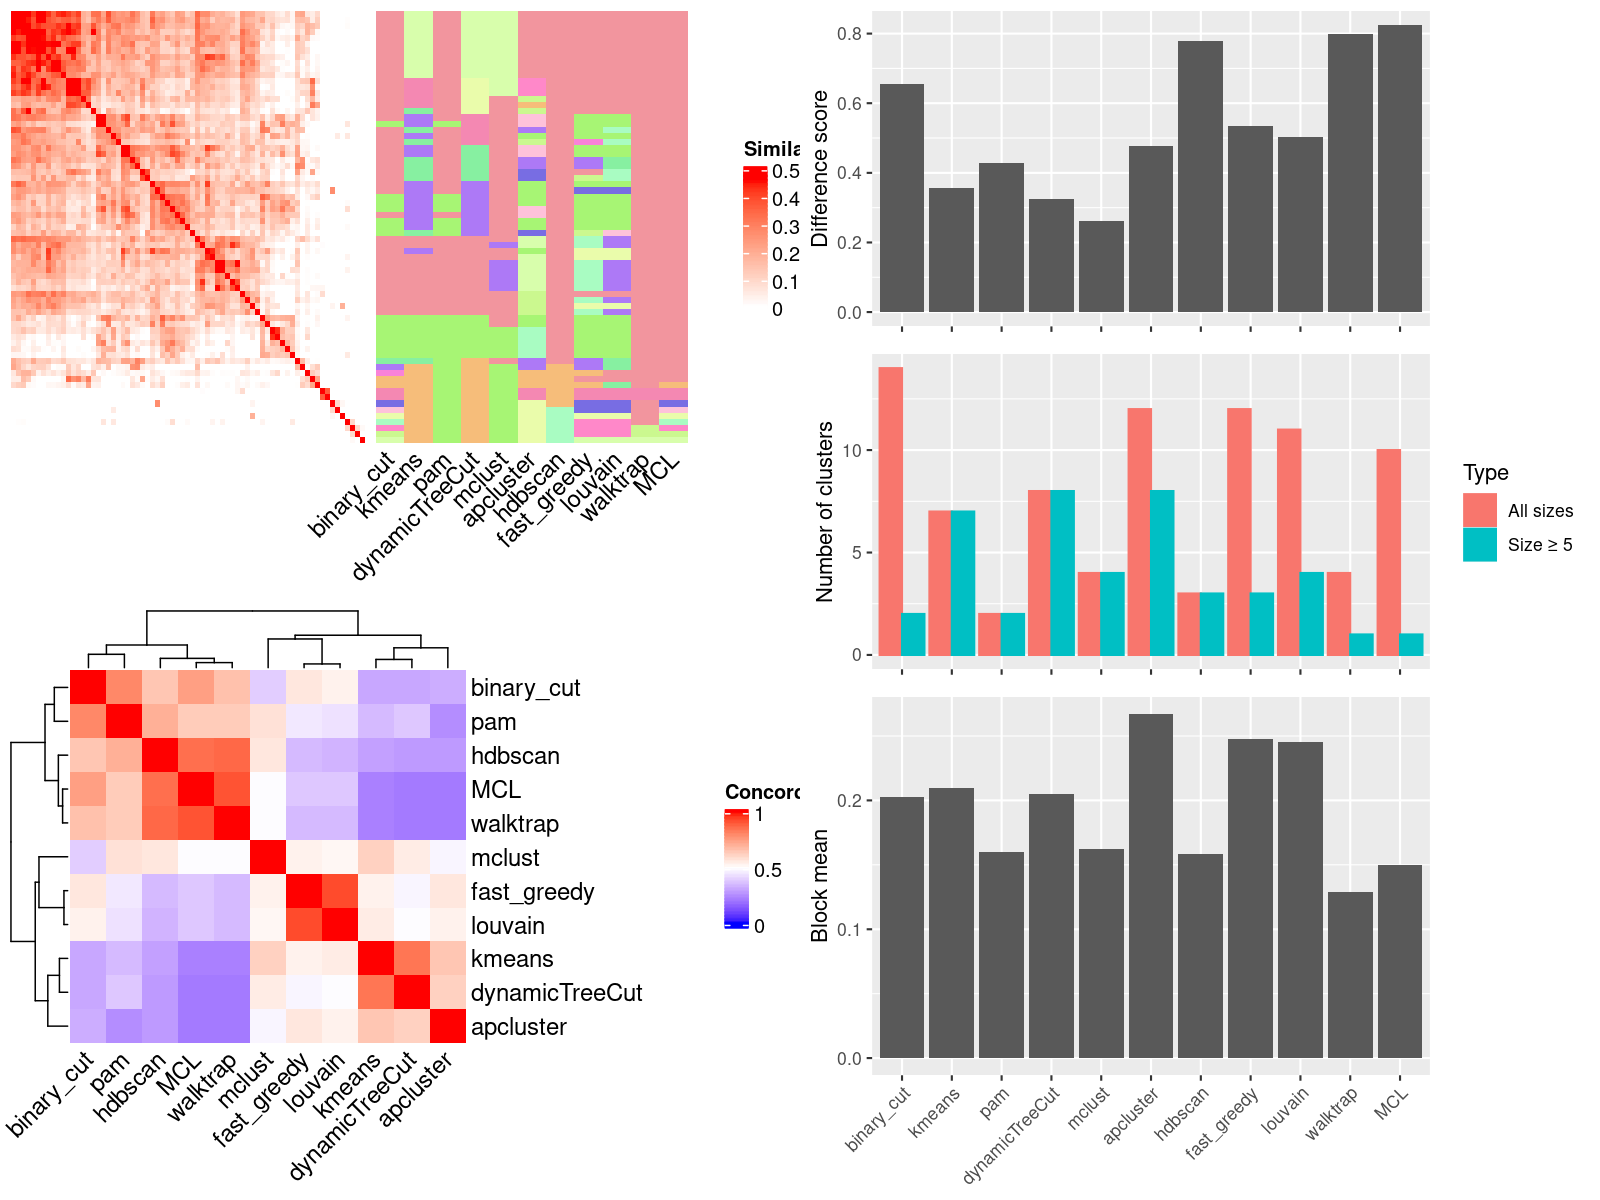 Simila
0.5
0.4
0.3
0.2
0.1
0
binary_cut
kmeans
pam
dynamicTreeCut
mclust
apcluster
hdbscan
fast_greedy
louvain
walktrap
MCL
binary_cut
pam
hdbscan
MCL
walktrap
mclust
fast_greedy
louvain
kmeans
dynamicTreeCut
apcluster
binary_cut
pam
hdbscan
MCL
walktrap
mclust
fast_greedy
louvain
kmeans
dynamicTreeCut
apcluster
Concord
1
0.5
0
Difference score
0.8
0.6
0.4
0.2
0.0
Number of clusters
10
5
0
Type
All sizes
Size ≥ 5
Block mean
0.2
0.1
0.0
binary_cut
kmeans
pam
dynamicTreeCut
mclust
apcluster
hdbscan
fast_greedy
louvain
walktrap
MCL